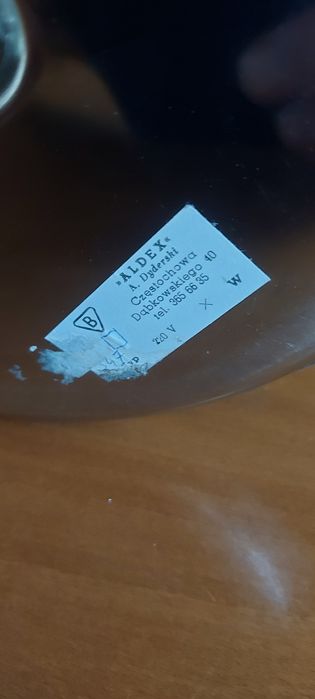 "ALDEX"
A. Dyderski
Częstochowa
Dąbkowskiego 40
tel. 365 66 35
B
220 V
X
W